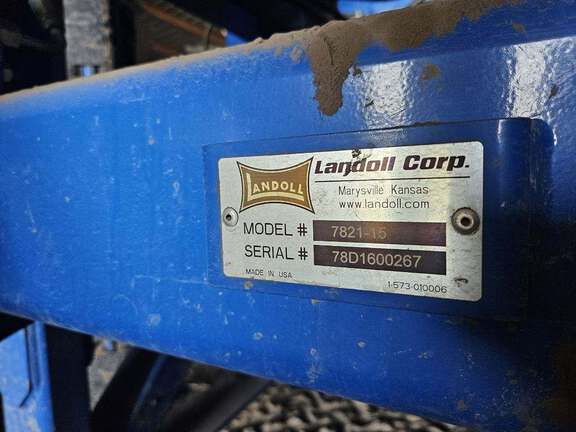 LANDOLL
Landoll Corp.
Marysville Kansas
www.landoll.com
MODEL # 7821-15
SERIAL # 78D1600267
MADE IN USA
1-573-010006